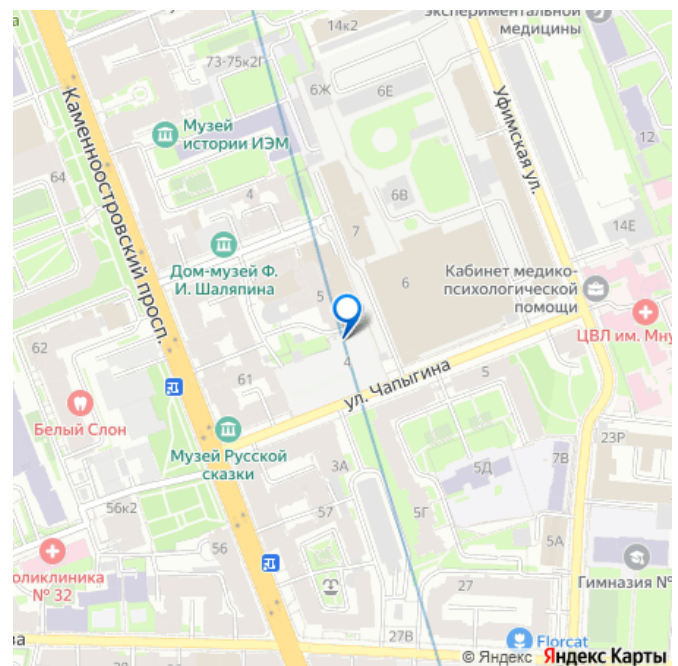 экспериментальной
медицины
14к2
73-75к2Г
6Ж
6Е
Музей
истории ИЭМ
Уфимская ул.
12
Каменноостровский просп.
64
4
6В
14Е
7
Дом-музей Ф.
И. Шаляпина
Кабинет медико-
психологической
помощи
6
5
ЦВЛ им. Мну
62
4
61
ул. Чапыгина
5
Белый Слон
Музей Русской
сказки
23Р
3А
5Д
7В
56к2
57
5Г
5А
56
оликлиника
№ 32
27
Гимназия №
27В
Florcat
© Яндекс Яндекс Карты